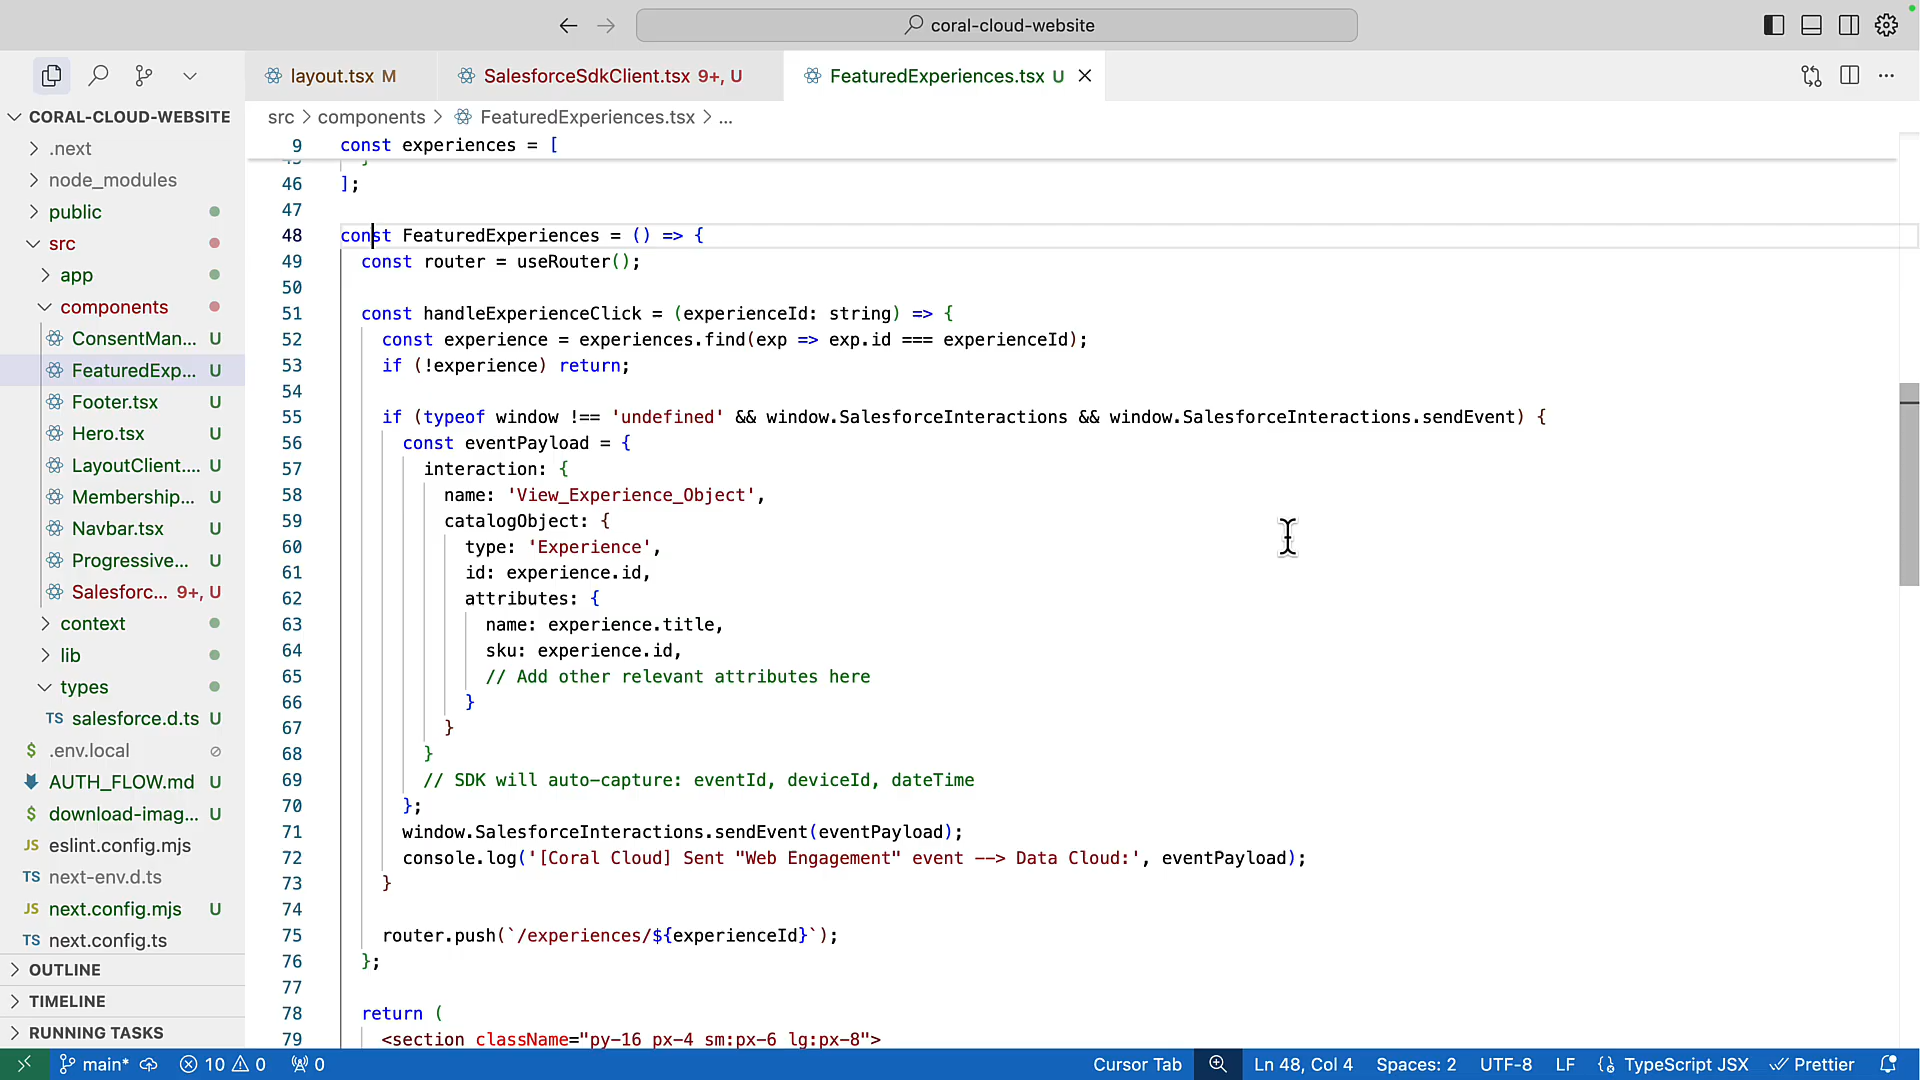 coral-cloud-website
layout.tsx M
SalesforceSdkClient.tsx 9+, U
FeaturedExperiences.tsx U
CORAL-CLOUD-WEBSITE
.next
node_modules
public
src
app
components
ConsentMan... U
FeaturedExp... U
Footer.tsx U
Hero.tsx U
LayoutClient.... U
Membership... U
Navbar.tsx U
Progressive... U
Salesforc... 9+, U
context
lib
types
TS salesforce.d.ts U
$ .env.local
AUTH_FLOW.md U
$ download-imag... U
JS eslint.config.mjs
TS next-env.d.ts
JS next.config.mjs U
TS next.config.ts
OUTLINE
TIMELINE
RUNNING TASKS
src > components > FeaturedExperiences.tsx > ...
9 const experiences = [
46 ];
47
48 const FeaturedExperiences = () => {
49 const router = useRouter();
50
51 const handleExperienceClick = (experienceId: string) => {
52 const experience = experiences.find(exp => exp.id === experienceId);
53 if (!experience) return;
54
55 if (typeof window !== 'undefined' && window.SalesforceInteractions && window.SalesforceInteractions.sendEvent) {
56 const eventPayload = {
57 interaction: {
58 name: 'View_Experience_Object',
59 catalogObject: {
60 type: 'Experience',
61 id: experience.id,
62 attributes: {
63 name: experience.title,
64 sku: experience.id,
65 // Add other relevant attributes here
66 }
67 }
68 }
69 // SDK will auto-capture: eventId, deviceId, dateTime
70 };
71 window.SalesforceInteractions.sendEvent(eventPayload);
72 console.log('[Coral Cloud] Sent "Web Engagement" event --> Data Cloud:', eventPayload);
73 }
74
75 router.push(`/experiences/${experienceId}`);
76 };
77
78 return (
79 <section className="py-16 px-4 sm:px-6 lg:px-8">
main* 10 0 0 Cursor Tab Ln 48, Col 4 Spaces: 2 UTF-8 LF {} TypeScript JSX Prettier